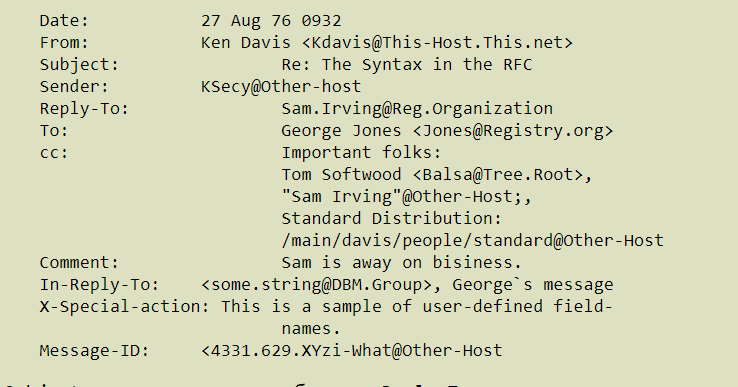 Date: 27 Aug 76 0932
From: Ken Davis <Kdavis@This-Host.This.net>
Subject: Re: The Syntax in the RFC
Sender: KSecy@Other-host
Reply-To: Sam.Irving@Reg.Organization
To: George Jones <Jones@Registry.org>
cc: Important folks:
Tom Softwood <Balsa@Tree.Root>,
"Sam Irving"@Other-Host;,
Standard Distribution:
/main/davis/people/standard@Other-Host
Comment: Sam is away on bisiness.
In-Reply-To: <some.string@DBM.Group>, George`s message
X-Special-action: This is a sample of user-defined field-
names.
Message-ID: <4331.629.XYzi-What@Other-Host